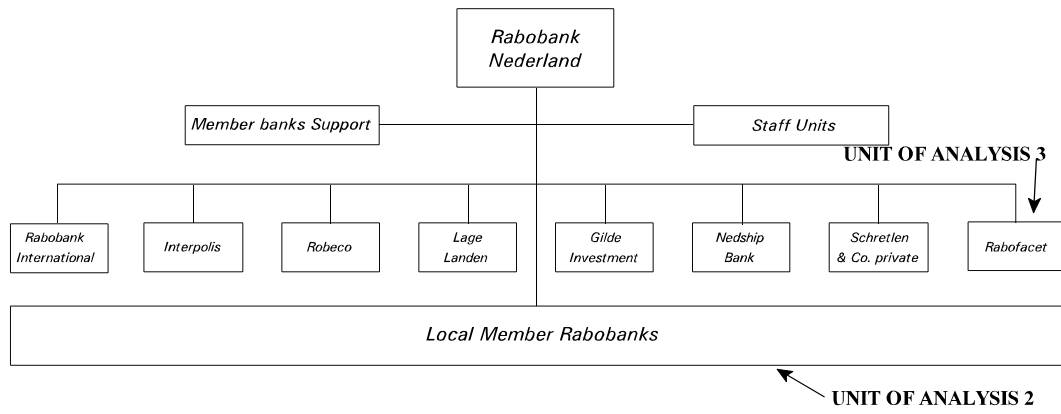 Rabobank
Nederland
Member banks Support
Staff Units
UNIT OF ANALYSIS 3
Rabobank
International
Interpolis
Robeco
Lage
Landen
Gilde
Investment
Nedship
Bank
Schretlen
& Co. private
Rabofacet
Local Member Rabobanks
UNIT OF ANALYSIS 2